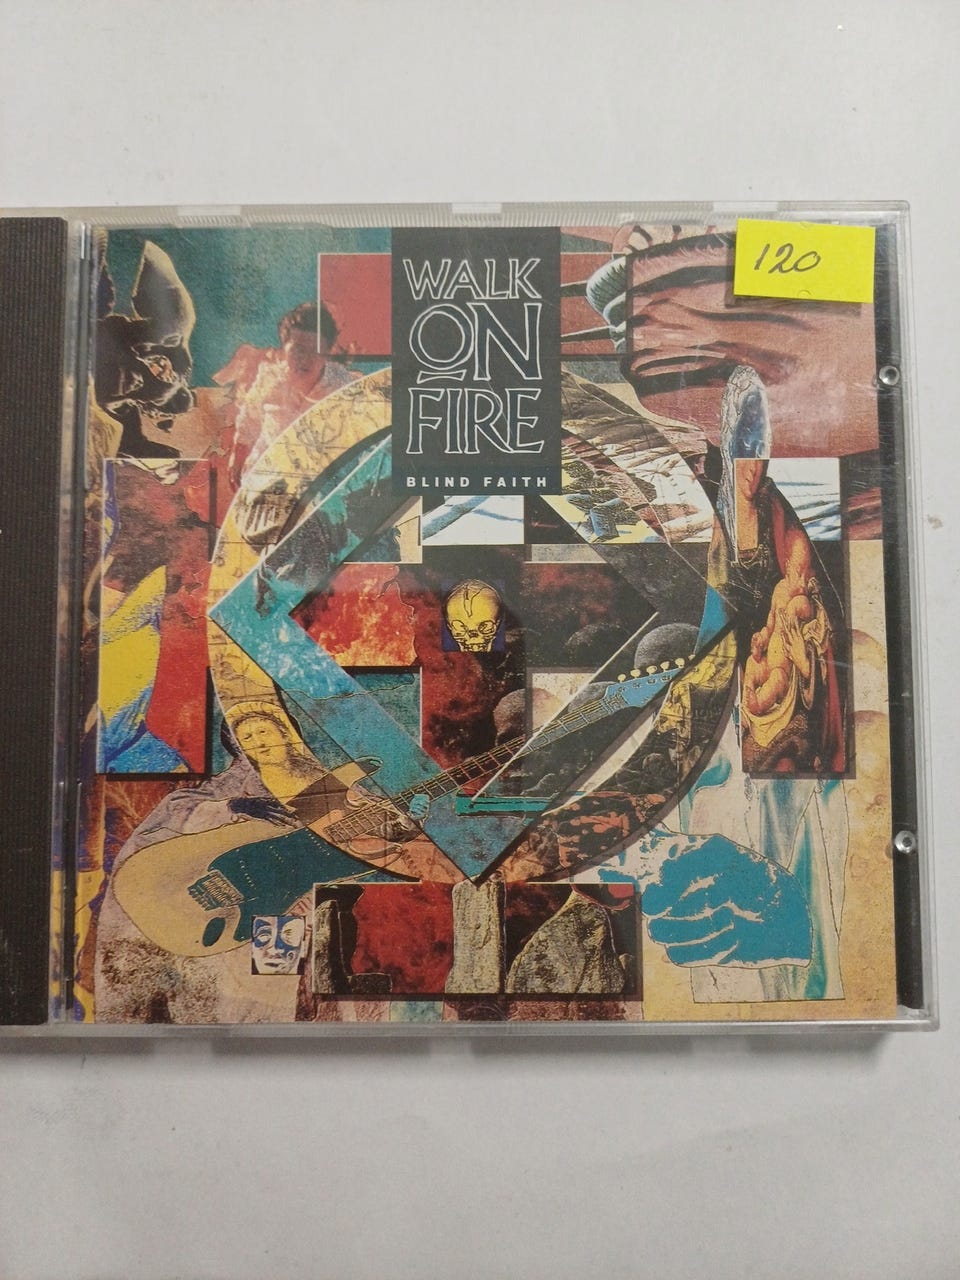 120
WALK
ON
FIRE
BLIND FAITH